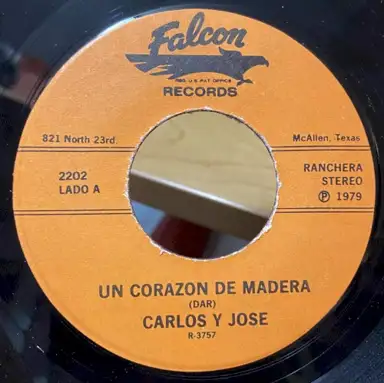 Falcon
REG. U.S. PAT. OFFICE
RECORDS
821 North 23rd.
McAllen, Texas
2202
LADO A
RANCHERA
STEREO
℗ 1979
UN CORAZON DE MADERA
(DAR)
CARLOS Y JOSE
R-3757